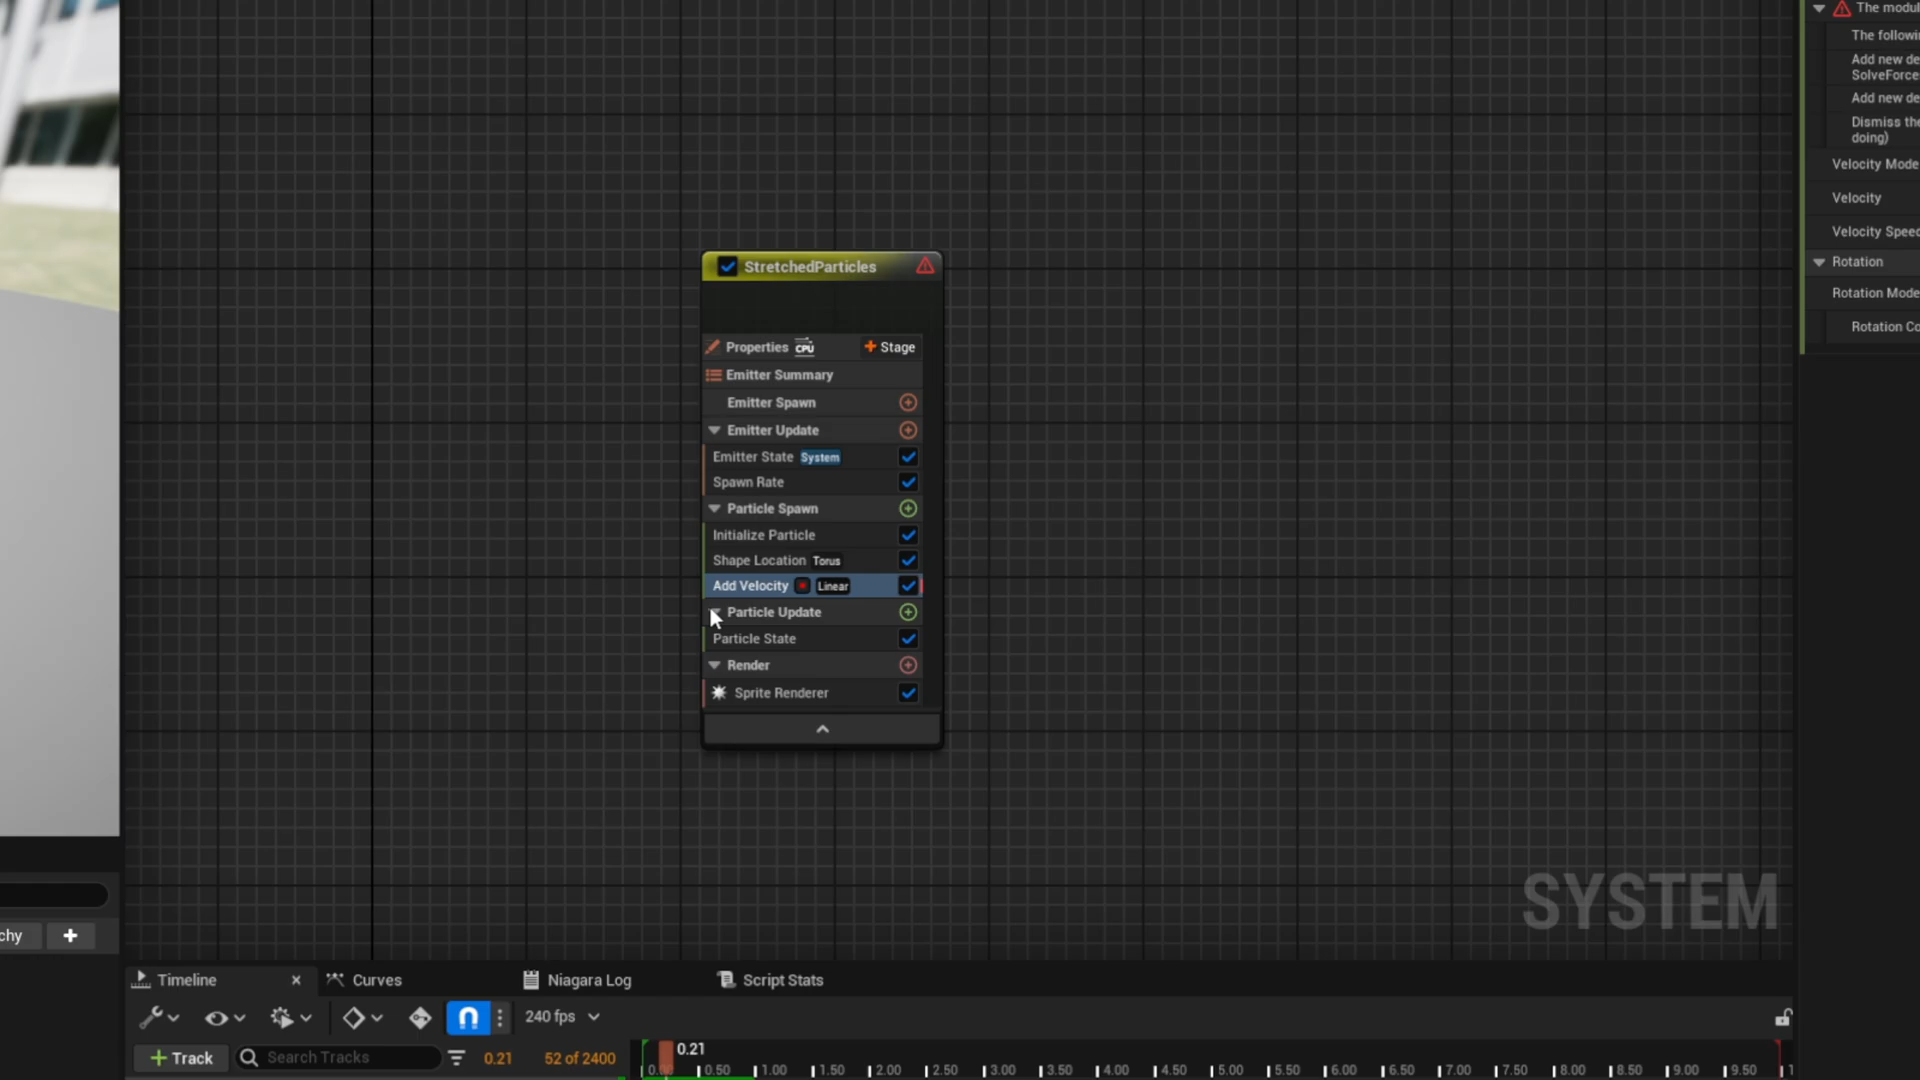 StretchedParticles
Properties CPU + Stage
Emitter Summary
Emitter Spawn
Emitter Update
Emitter State System
Spawn Rate
Particle Spawn
Initialize Particle
Shape Location Torus
Add Velocity Linear
Particle Update
Particle State
Render
Sprite Renderer
The modul
The followi
Add new de
SolveForce
Add new de
Dismiss the
doing)
Velocity Mode
Velocity
Velocity Speed
Rotation
Rotation Mode
Rotation Co
SYSTEM
chy +
Timeline × Curves Niagara Log Script Stats
240 fps
+ Track Search Tracks 0.21 52 of 2400
0.21
0.50 1.00 1.50 2.00 2.50 3.00 3.50 4.00 4.50 5.00 5.50 6.00 6.50 7.00 7.50 8.00 8.50 9.00 9.50